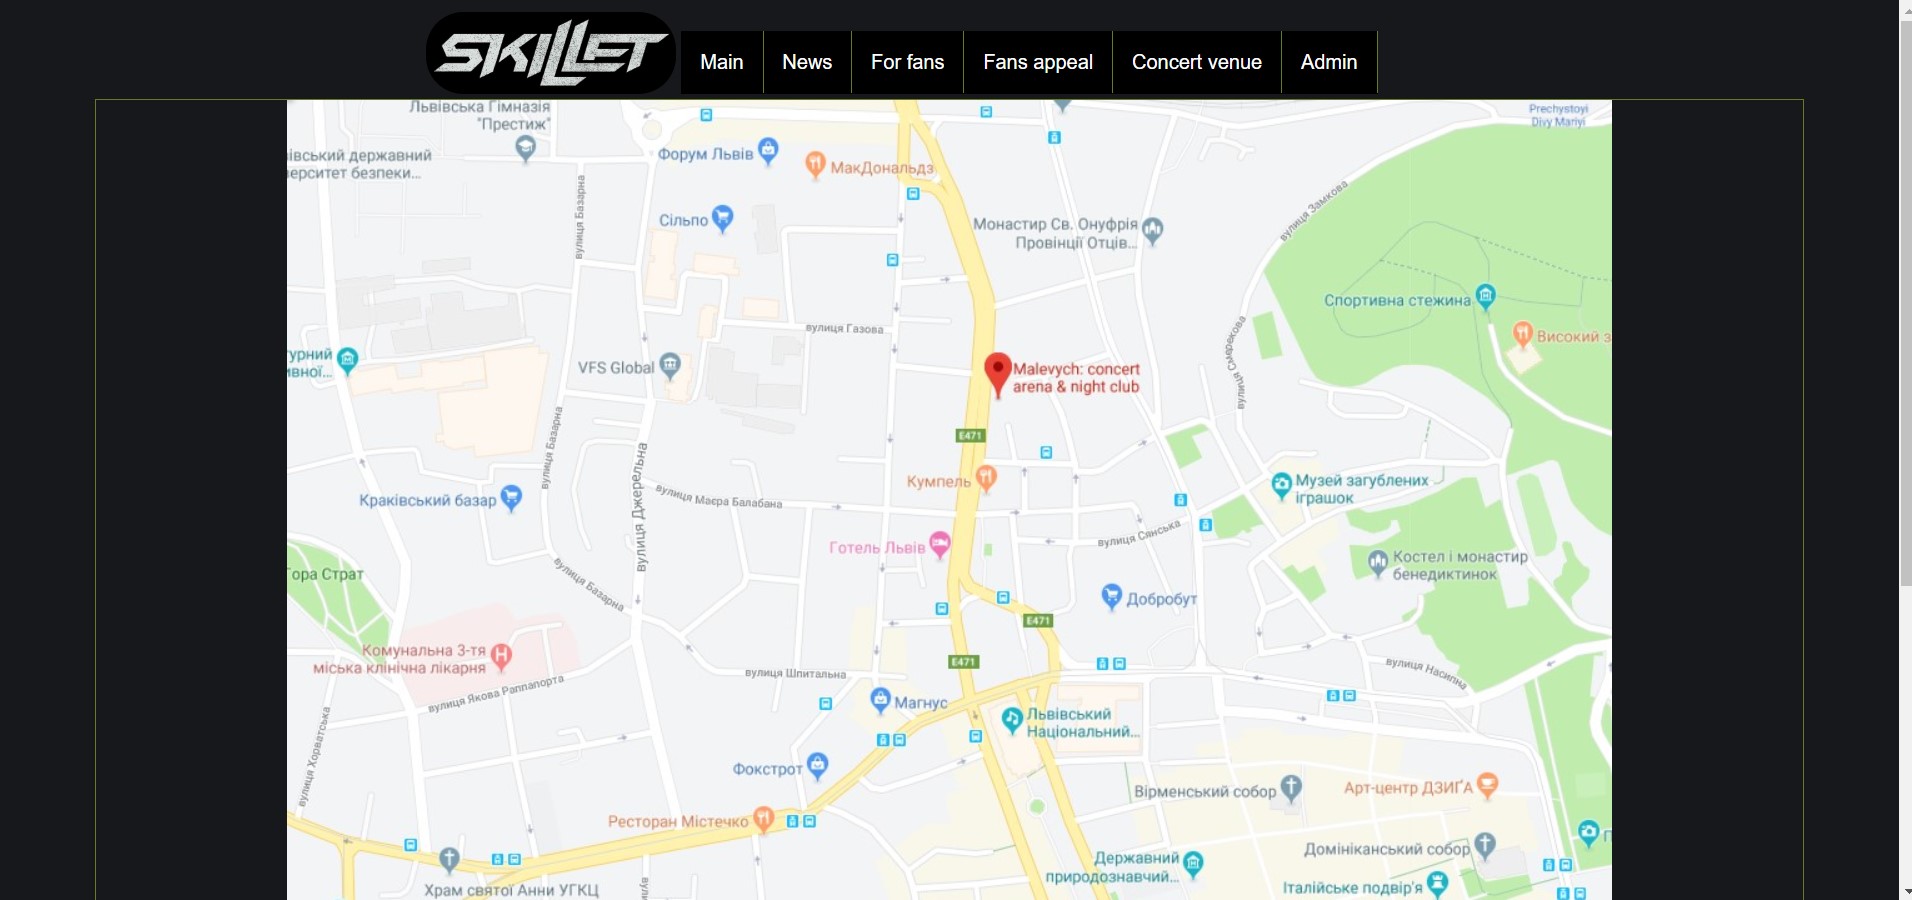 SKILLET
Main
News
For fans
Fans appeal
Concert venue
Admin
Львівська Гімназія
"Престиж"
Prechystoyi
Divy Mariyi
Форум Львів
МакДональдз
івський державний
ерситет безпеки...
вулиця Базарна
вулиця Замкова
Сільпо
Монастир Св. Онуфрія
Провінції Отців...
Спортивна стежина
Високий з
вулиця Газова
вулиця Смерекова
турний
ивної...
VFS Global
Malevych: concert
arena & night club
E471
вулиця Базарна
вулиця Джерельна
Кумпель
Музей загублених
іграшок
Краківський базар
вулиця Маєра Балабана
вулиця Сянська
Готель Львів
Костел і монастир
бенедиктинок
Гора Страт
вулиця Базарна
Добробут
E471
Комунальна 3-тя
міська клінічна лікарня
E471
вулиця Шпитальна
вулиця Насипна
вулиця Якова Раппапорта
Магнус
Львівський
Національний...
вулиця Хорватська
Фокстрот
Вірменський собор
Арт-центр ДЗИҐА
Ресторан Містечко
П
Домініканський собор
Державний
природознавчий...
Храм святої Анни УГКЦ
вул
Італійське подвір'я